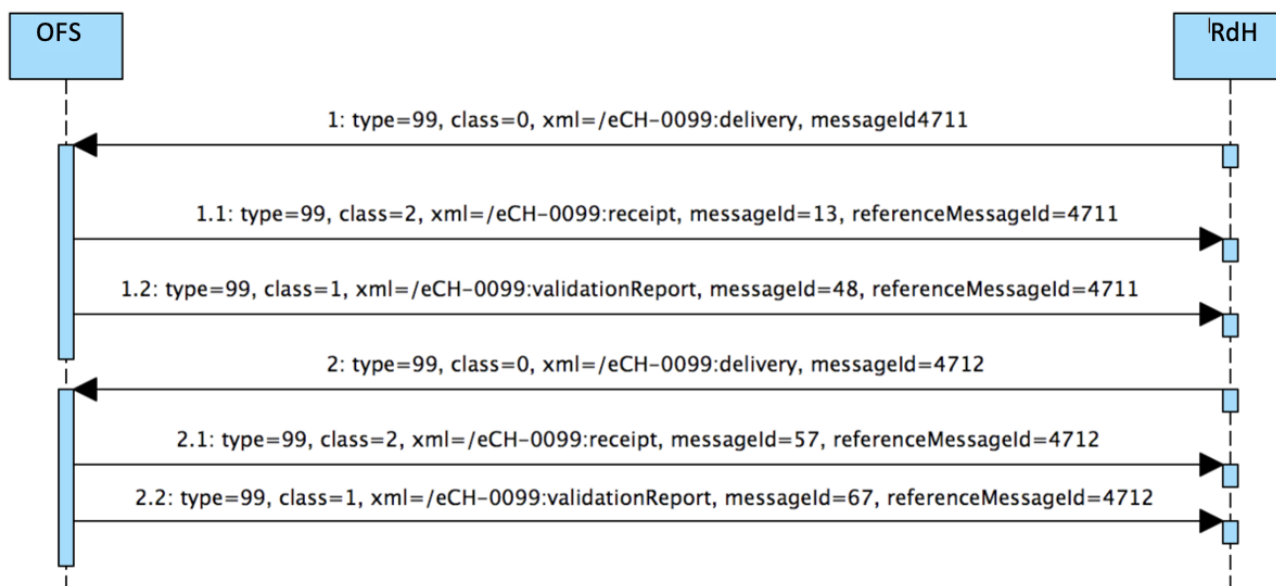 OFS
RdH
1: type=99, class=0, xml=/eCH-0099:delivery, messageId4711
1.1: type=99, class=2, xml=/eCH-0099:receipt, messageId=13, referenceMessageId=4711
1.2: type=99, class=1, xml=/eCH-0099:validationReport, messageId=48, referenceMessageId=4711
2: type=99, class=0, xml=/eCH-0099:delivery, messageId=4712
2.1: type=99, class=2, xml=/eCH-0099:receipt, messageId=57, referenceMessageId=4712
2.2: type=99, class=1, xml=/eCH-0099:validationReport, messageId=67, referenceMessageId=4712